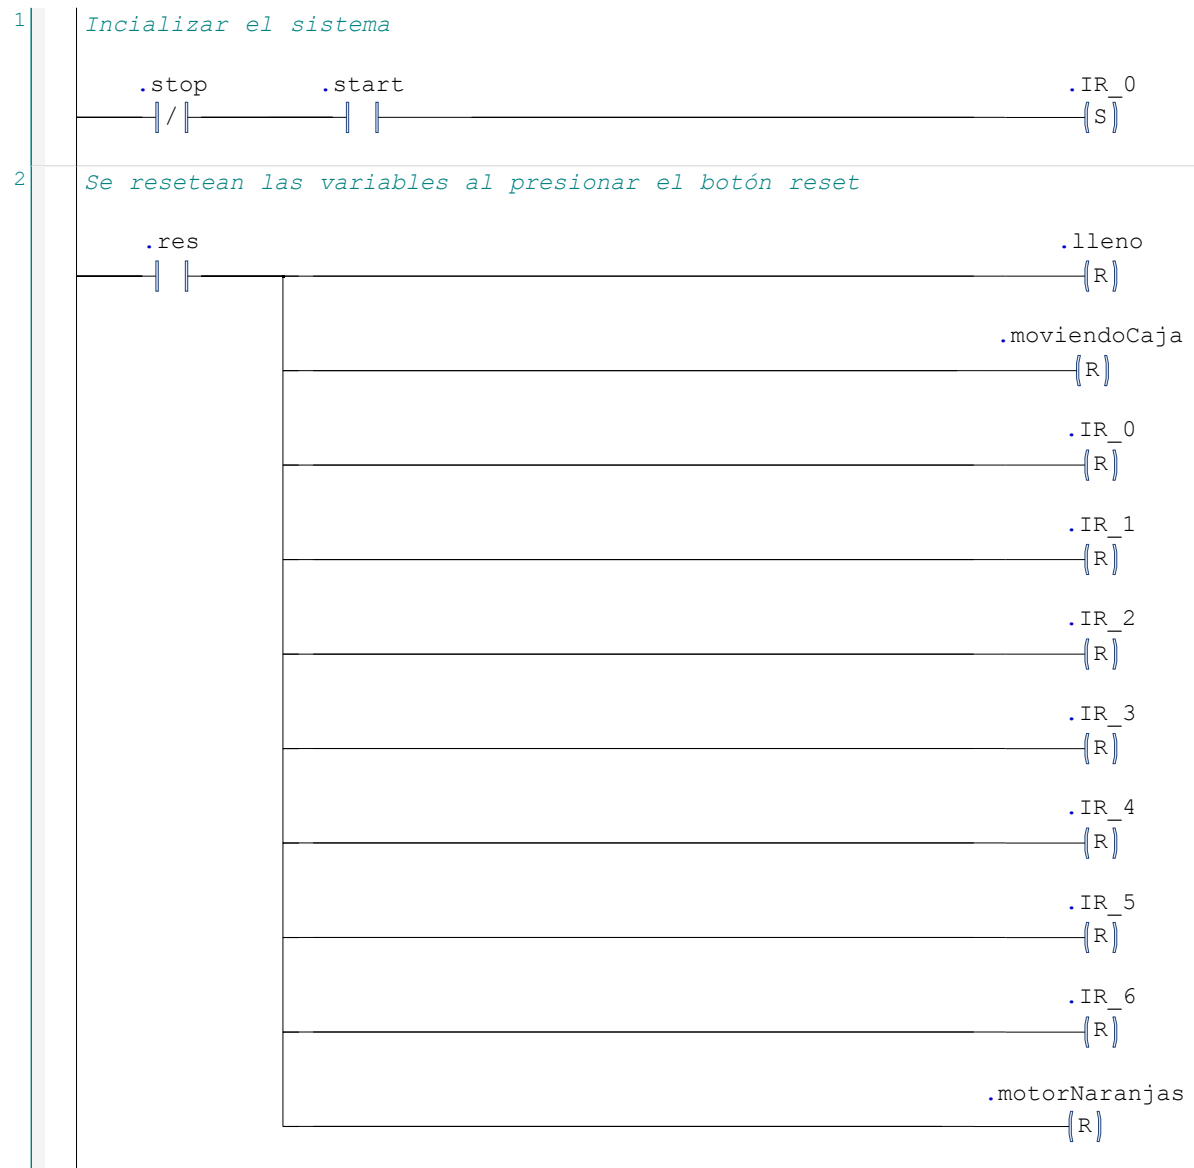 1
Incializar el sistema
.stop .start .IR_0
/ S
2
Se resetean las variables al presionar el botón reset
.res .lleno
R
.moviendoCaja
R
.IR_0
R
.IR_1
R
.IR_2
R
.IR_3
R
.IR_4
R
.IR_5
R
.IR_6
R
.motorNaranjas
R